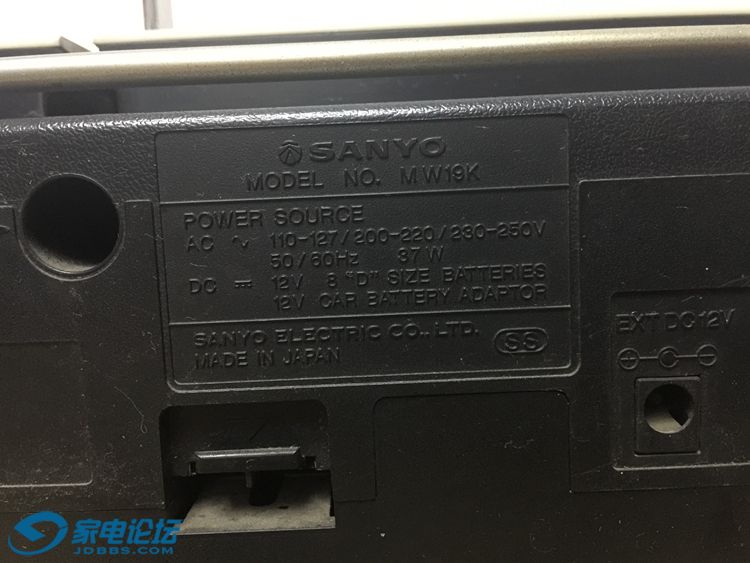 SANYO
MODEL NO. MW19K
POWER SOURCE
AC ∿ 110-127/200-220/230-250V
50/60Hz 37W
DC ⎓ 12V 8 "D" SIZE BATTERIES
12V CAR BATTERY ADAPTOR
SANYO ELECTRIC CO., LTD.
MADE IN JAPAN
SS
EXT DC 12V
家电论坛
JDBBS.COM